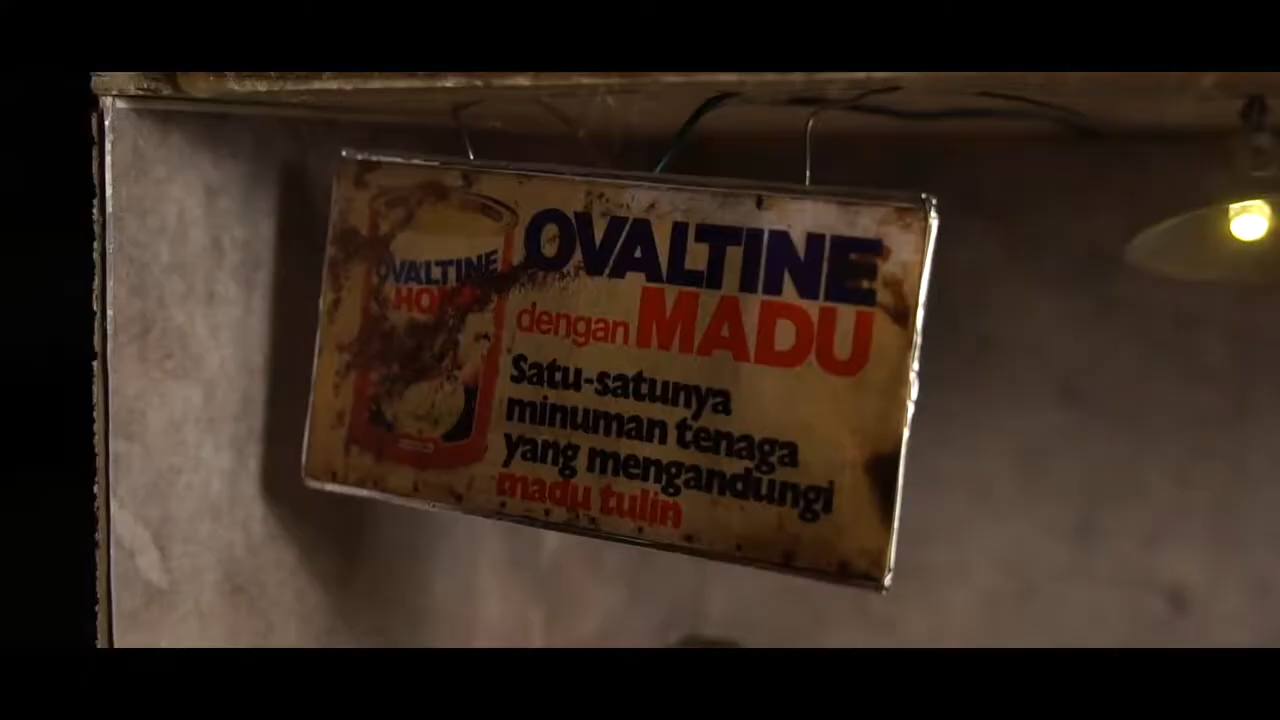 OVALTINE
dengan MADU
Satu-satunya
minuman tenaga
yang mengandungi
madu tulin
OVALTINE